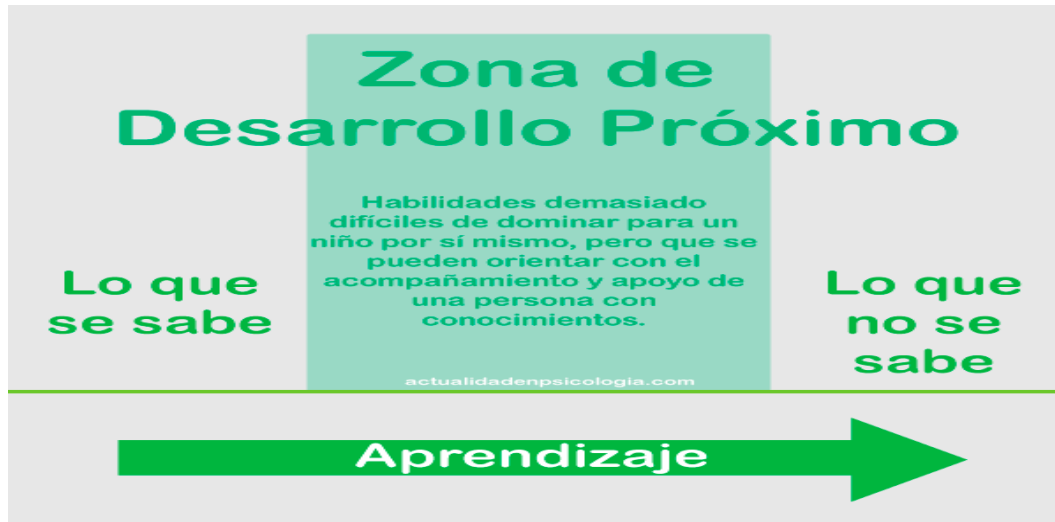 Zona de
Desarrollo Próximo
Habilidades demasiado
difíciles de dominar para un
niño por sí mismo, pero que se
pueden orientar con el
acompañamiento y apoyo de
una persona con
conocimientos.
Lo que
se sabe
Lo que
no se
sabe
actualidadenpsicologia.com
Aprendizaje